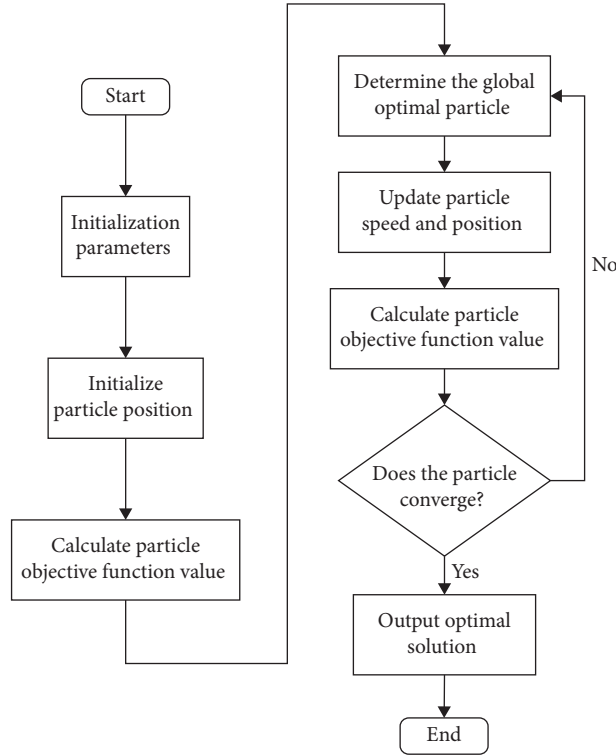 Start
Initialization
parameters
Initialize
particle position
Calculate particle
objective function value
Determine the global
optimal particle
Update particle
speed and position
Calculate particle
objective function value
Does the particle
converge?
No
Yes
Output optimal
solution
End